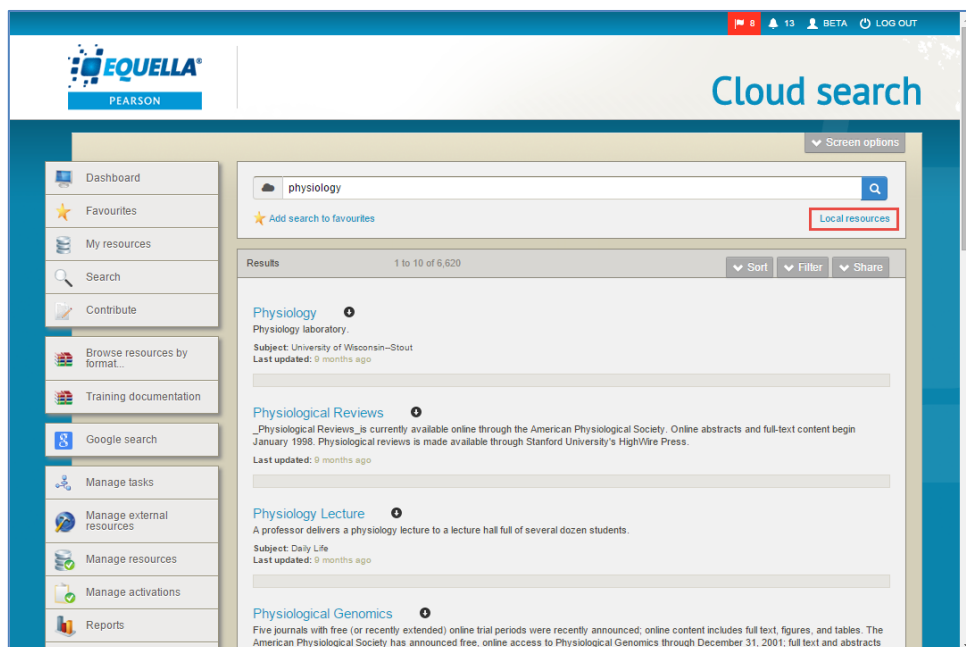 8 13 BETA LOG OUT
EQUELLA®
PEARSON
Cloud search
Screen options
Dashboard
Favourites
My resources
Search
Contribute
Browse resources by
format...
Training documentation
Google search
Manage tasks
Manage external
resources
Manage resources
Manage activations
Reports
physiology
Add search to favourites
Local resources
Results 1 to 10 of 6,620
Sort Filter Share
Physiology
Physiology laboratory.
Subject: University of Wisconsin--Stout
Last updated: 9 months ago
Physiological Reviews
_Physiological Reviews_is currently available online through the American Physiological Society. Online abstracts and full-text content begin
January 1998. Physiological reviews is made available through Stanford University's HighWire Press.
Last updated: 9 months ago
Physiology Lecture
A professor delivers a physiology lecture to a lecture hall full of several dozen students.
Subject: Daily Life
Last updated: 9 months ago
Physiological Genomics
Five journals with free (or recently extended) online trial periods were recently announced; online content includes full text, figures, and tables. The
American Physiological Society has announced free, online access to Physiological Genomics through December 31, 2001; full text and abstracts